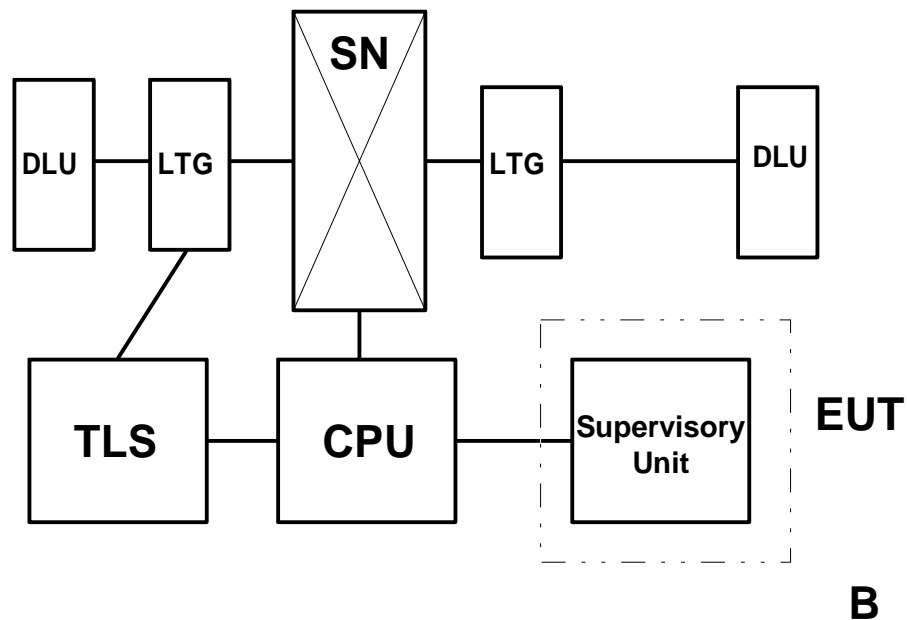 SN
DLU
LTG
LTG
DLU
TLS
CPU
Supervisory
Unit
EUT
B